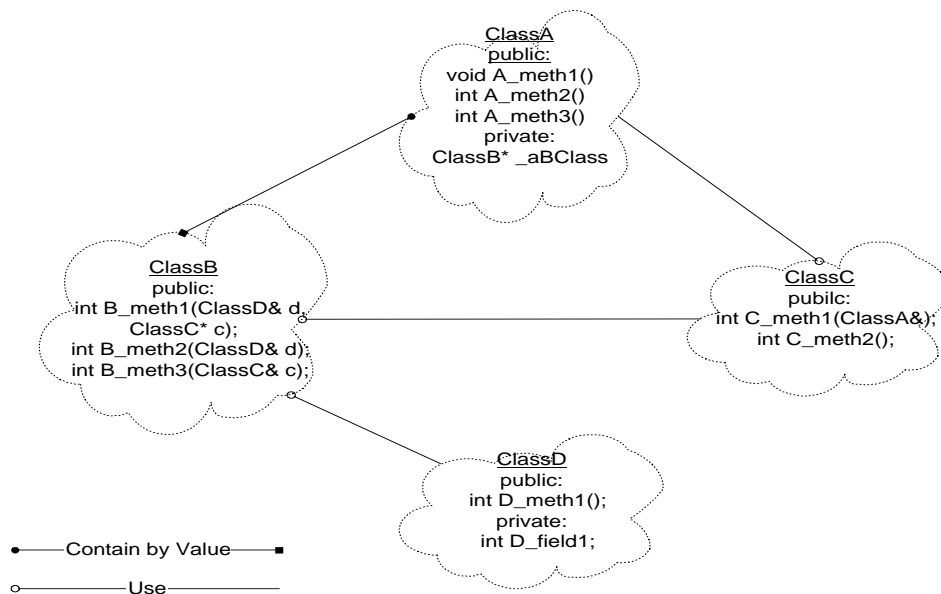 ClassA
public:
void A_meth1()
int A_meth2()
int A_meth3()
private:
ClassB* _aBClass
ClassB
public:
int B_meth1(ClassD& d,
ClassC* c);
int B_meth2(ClassD& d);
int B_meth3(ClassC& c);
ClassC
pubilc:
int C_meth1(ClassA&);
int C_meth2();
ClassD
public:
int D_meth1();
private:
int D_field1;
Contain by Value
Use